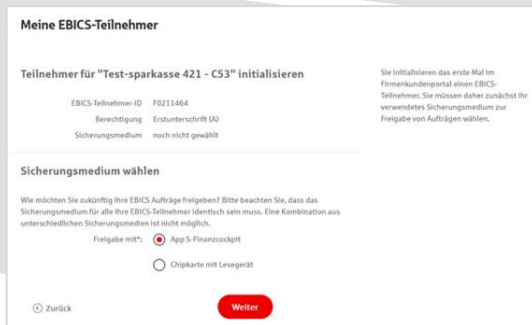 Meine EBICS-Teilnehmer
Teilnehmer für "Test-sparkasse 421 - C53" initialisieren
EBICS-Teilnehmer-ID F0211464
Berechtigung Erstunterschrift (A)
Sicherungsmedium noch nicht gewählt
Sie initialisieren das erste Mal im
Firmenkundenportal einen EBICS-
Teilnehmer. Sie müssen daher zunächst Ihr
verwendetes Sicherungsmedium zur
Freigabe von Aufträgen wählen.
Sicherungsmedium wählen
Wie möchten Sie zukünftig Ihre EBICS Aufträge freigeben? Bitte beachten Sie, dass das
Sicherungsmedium für alle Ihre EBICS-Teilnehmer identisch sein muss. Eine Kombination aus
unterschiedlichen Sicherungsmedien ist nicht möglich.
Freigabe mit*: App S-Finanzcockpit
Chipkarte mit Lesegerät
Zurück
Weiter